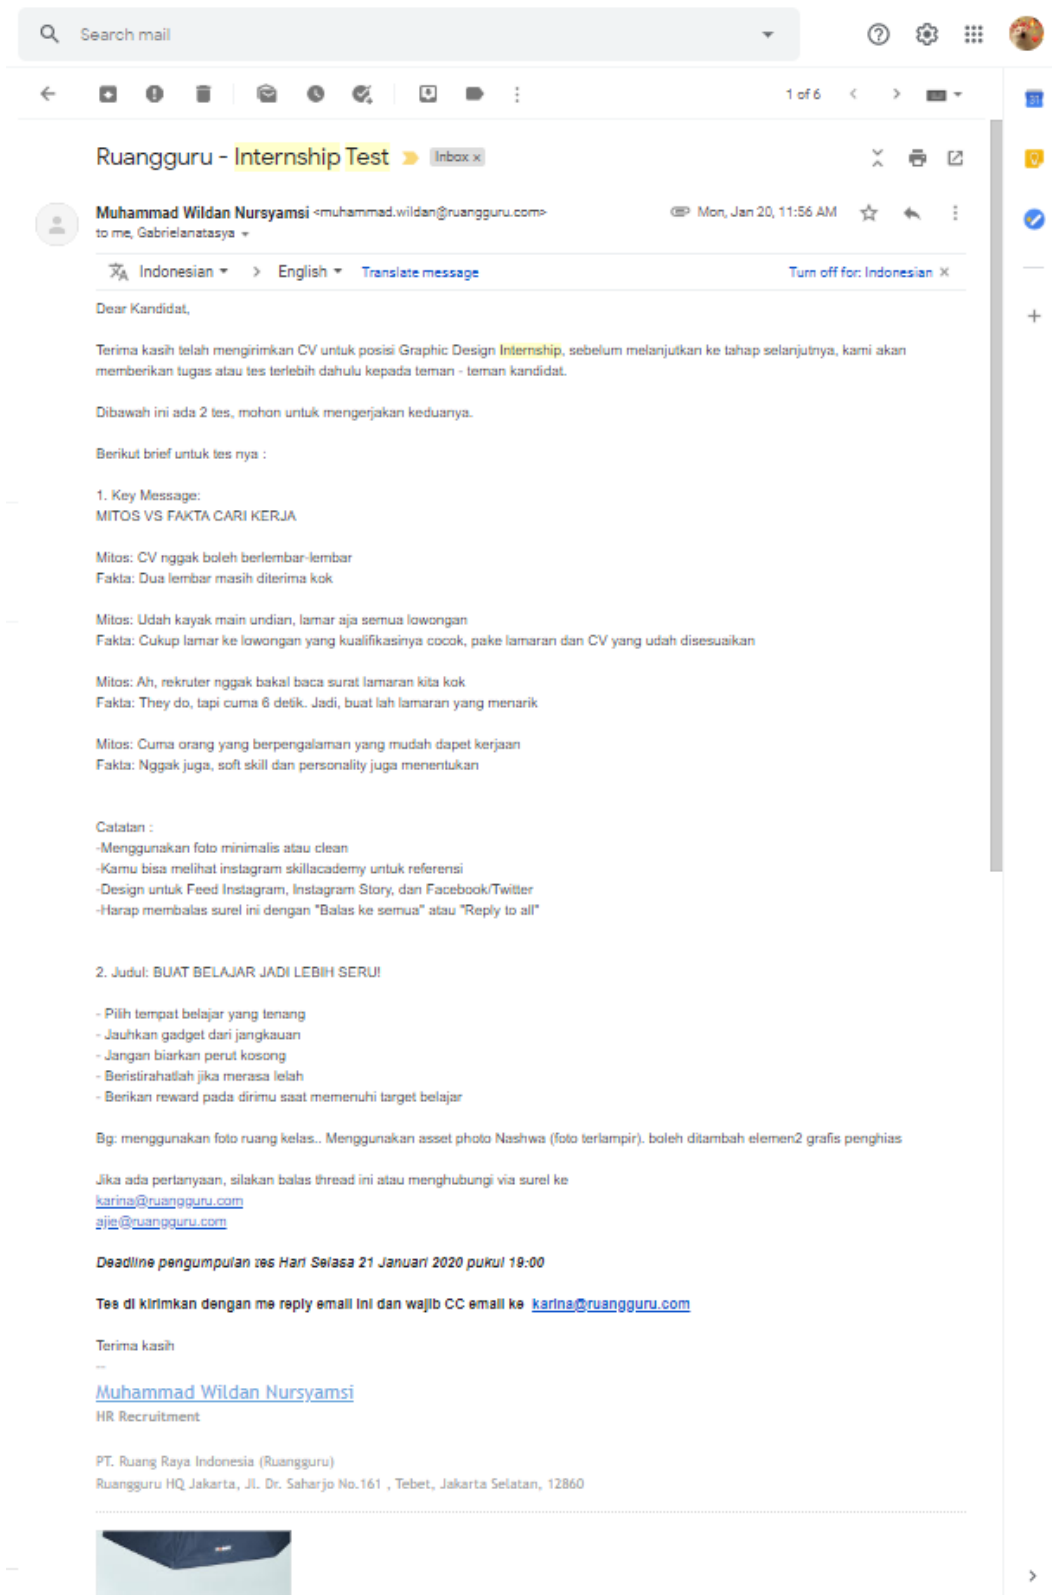 Search mail
1 of 6
Ruangguru - Internship Test
Inbox x
Muhammad Wildan Nursyamsi <muhammad.wildan@ruangguru.com>
Mon, Jan 20, 11:56 AM
to me, Gabrielanatasya
Indonesian > English Translate message
Turn off for: Indonesian x
Dear Kandidat,
Terima kasih telah mengirimkan CV untuk posisi Graphic Design Internship, sebelum melanjutkan ke tahap selanjutnya, kami akan
memberikan tugas atau tes terlebih dahulu kepada teman - teman kandidat.
Dibawah ini ada 2 tes, mohon untuk mengerjakan keduanya.
Berikut brief untuk tes nya :
1. Key Message:
MITOS VS FAKTA CARI KERJA
Mitos: CV nggak boleh berlembar-lembar
Fakta: Dua lembar masih diterima kok
Mitos: Udah kayak main undian, lamar aja semua lowongan
Fakta: Cukup lamar ke lowongan yang kualifikasinya cocok, pake lamaran dan CV yang udah disesuaikan
Mitos: Ah, rekruter nggak bakal baca surat lamaran kita kok
Fakta: They do, tapi cuma 6 detik. Jadi, buat lah lamaran yang menarik
Mitos: Cuma orang yang berpengalaman yang mudah dapet kerjaan
Fakta: Nggak juga, soft skill dan personality juga menentukan
Catatan :
-Menggunakan foto minimalis atau clean
-Kamu bisa melihat instagram skillacademy untuk referensi
-Design untuk Feed Instagram, Instagram Story, dan Facebook/Twitter
-Harap membalas surel ini dengan "Balas ke semua" atau "Reply to all"
2. Judul: BUAT BELAJAR JADI LEBIH SERU!
- Pilih tempat belajar yang tenang
- Jauhkan gadget dari jangkauan
- Jangan biarkan perut kosong
- Beristirahatlah jika merasa lelah
- Berikan reward pada dirimu saat memenuhi target belajar
Bg: menggunakan foto ruang kelas.. Menggunakan asset photo Nashwa (foto terlampir). boleh ditambah elemen2 grafis penghias
Jika ada pertanyaan, silakan balas thread ini atau menghubungi via surel ke
karina@ruangguru.com
ajie@ruangguru.com
Deadline pengumpulan tes Hari Selasa 21 Januari 2020 pukul 19:00
Tes di kirimkan dengan me reply email ini dan wajib CC email ke karina@ruangguru.com
Terima kasih
--
Muhammad Wildan Nursyamsi
HR Recruitment
PT. Ruang Raya Indonesia (Ruangguru)
Ruangguru HQ Jakarta, Jl. Dr. Saharjo No.161 , Tebet, Jakarta Selatan, 12860